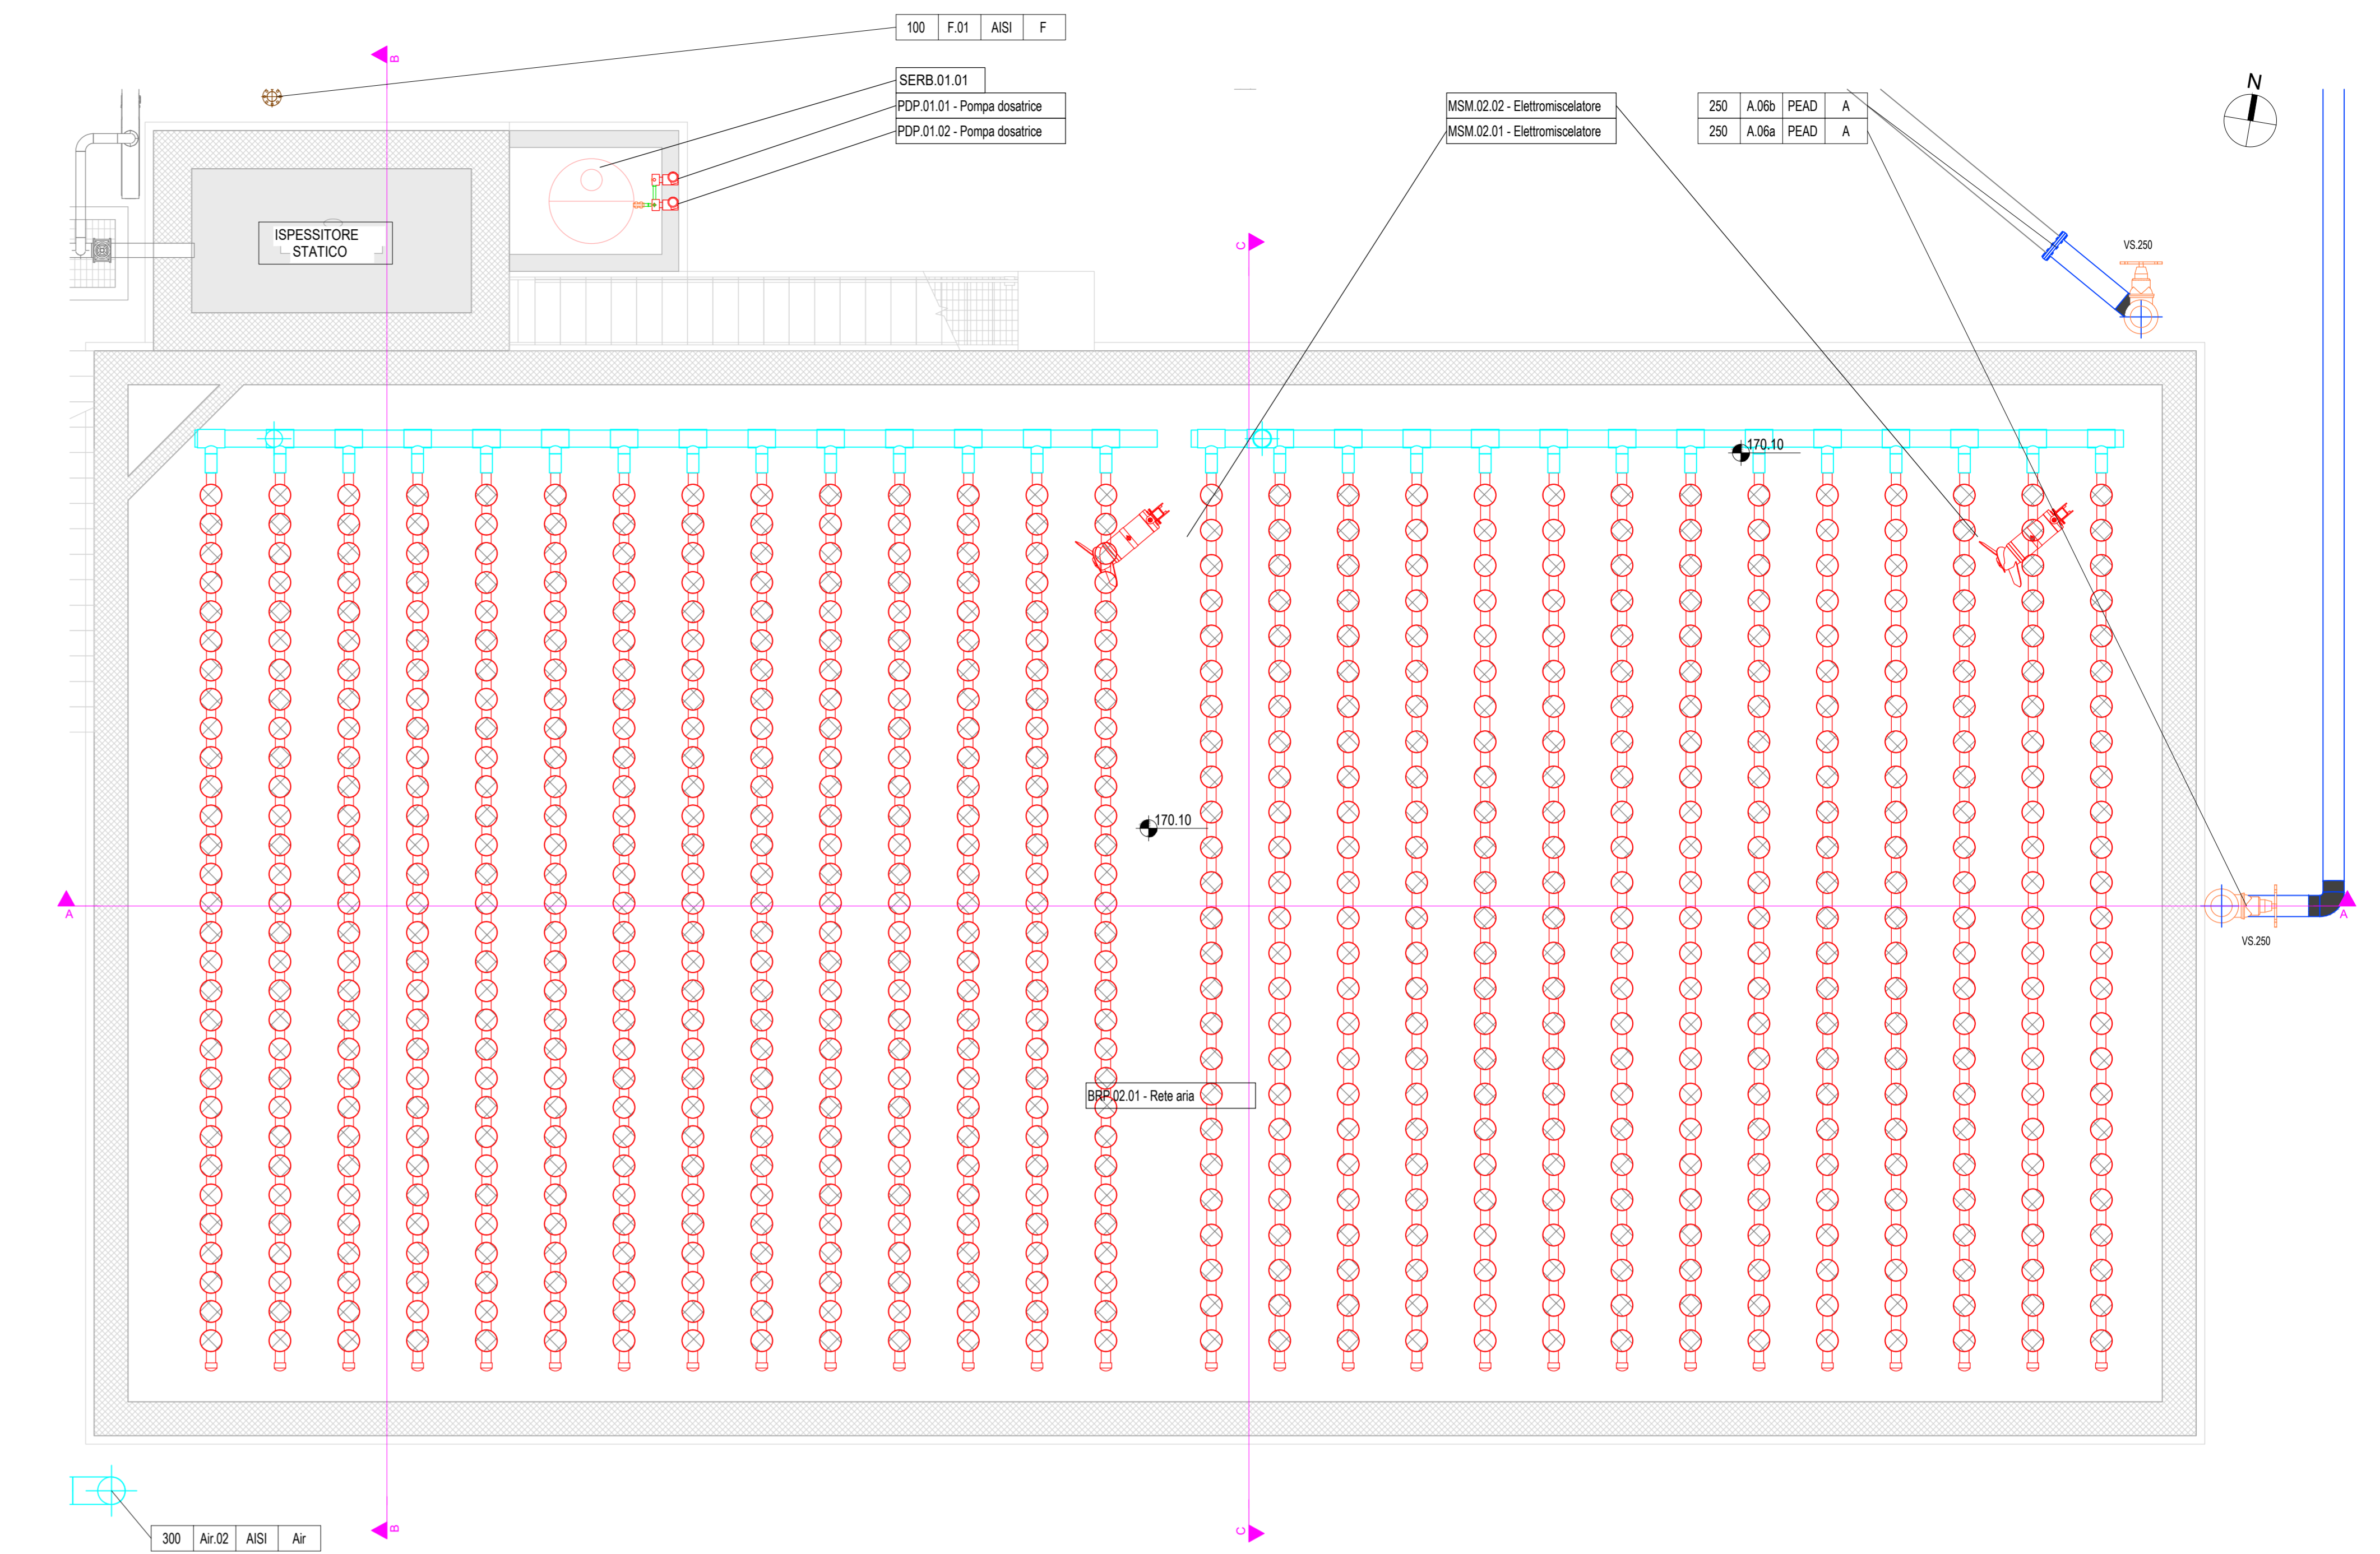 100 F.01 AISI F
B
SERB.01.01
PDP.01.01 - Pompa dosatrice
PDP.01.02 - Pompa dosatrice
MSM.02.02 - Elettromiscelatore
MSM.02.01 - Elettromiscelatore
250 A.06b PEAD A
250 A.06a PEAD A
N
ISPESSITORE
STATICO
C
VS.250
170.10
170.10
A
A
VS.250
BRP.02.01 - Rete aria
B
C
300 Air.02 AISI Air